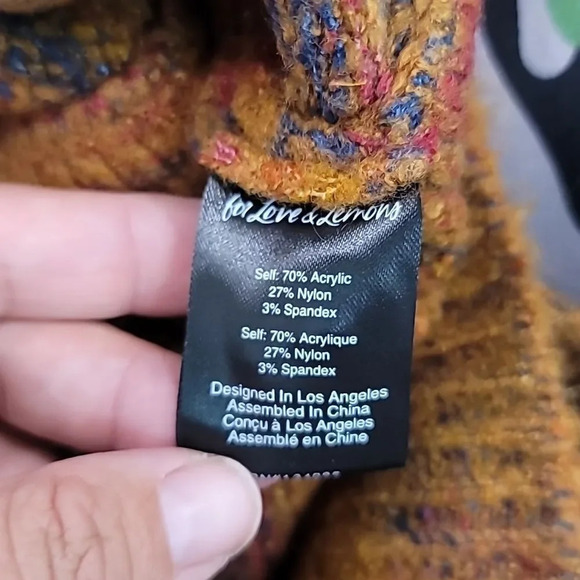 for Love & Lemons
Self: 70% Acrylic
27% Nylon
3% Spandex
Self: 70% Acrylique
27% Nylon
3% Spandex
Designed In Los Angeles
Assembled In China
Conçu à Los Angeles
Assemblé en Chine